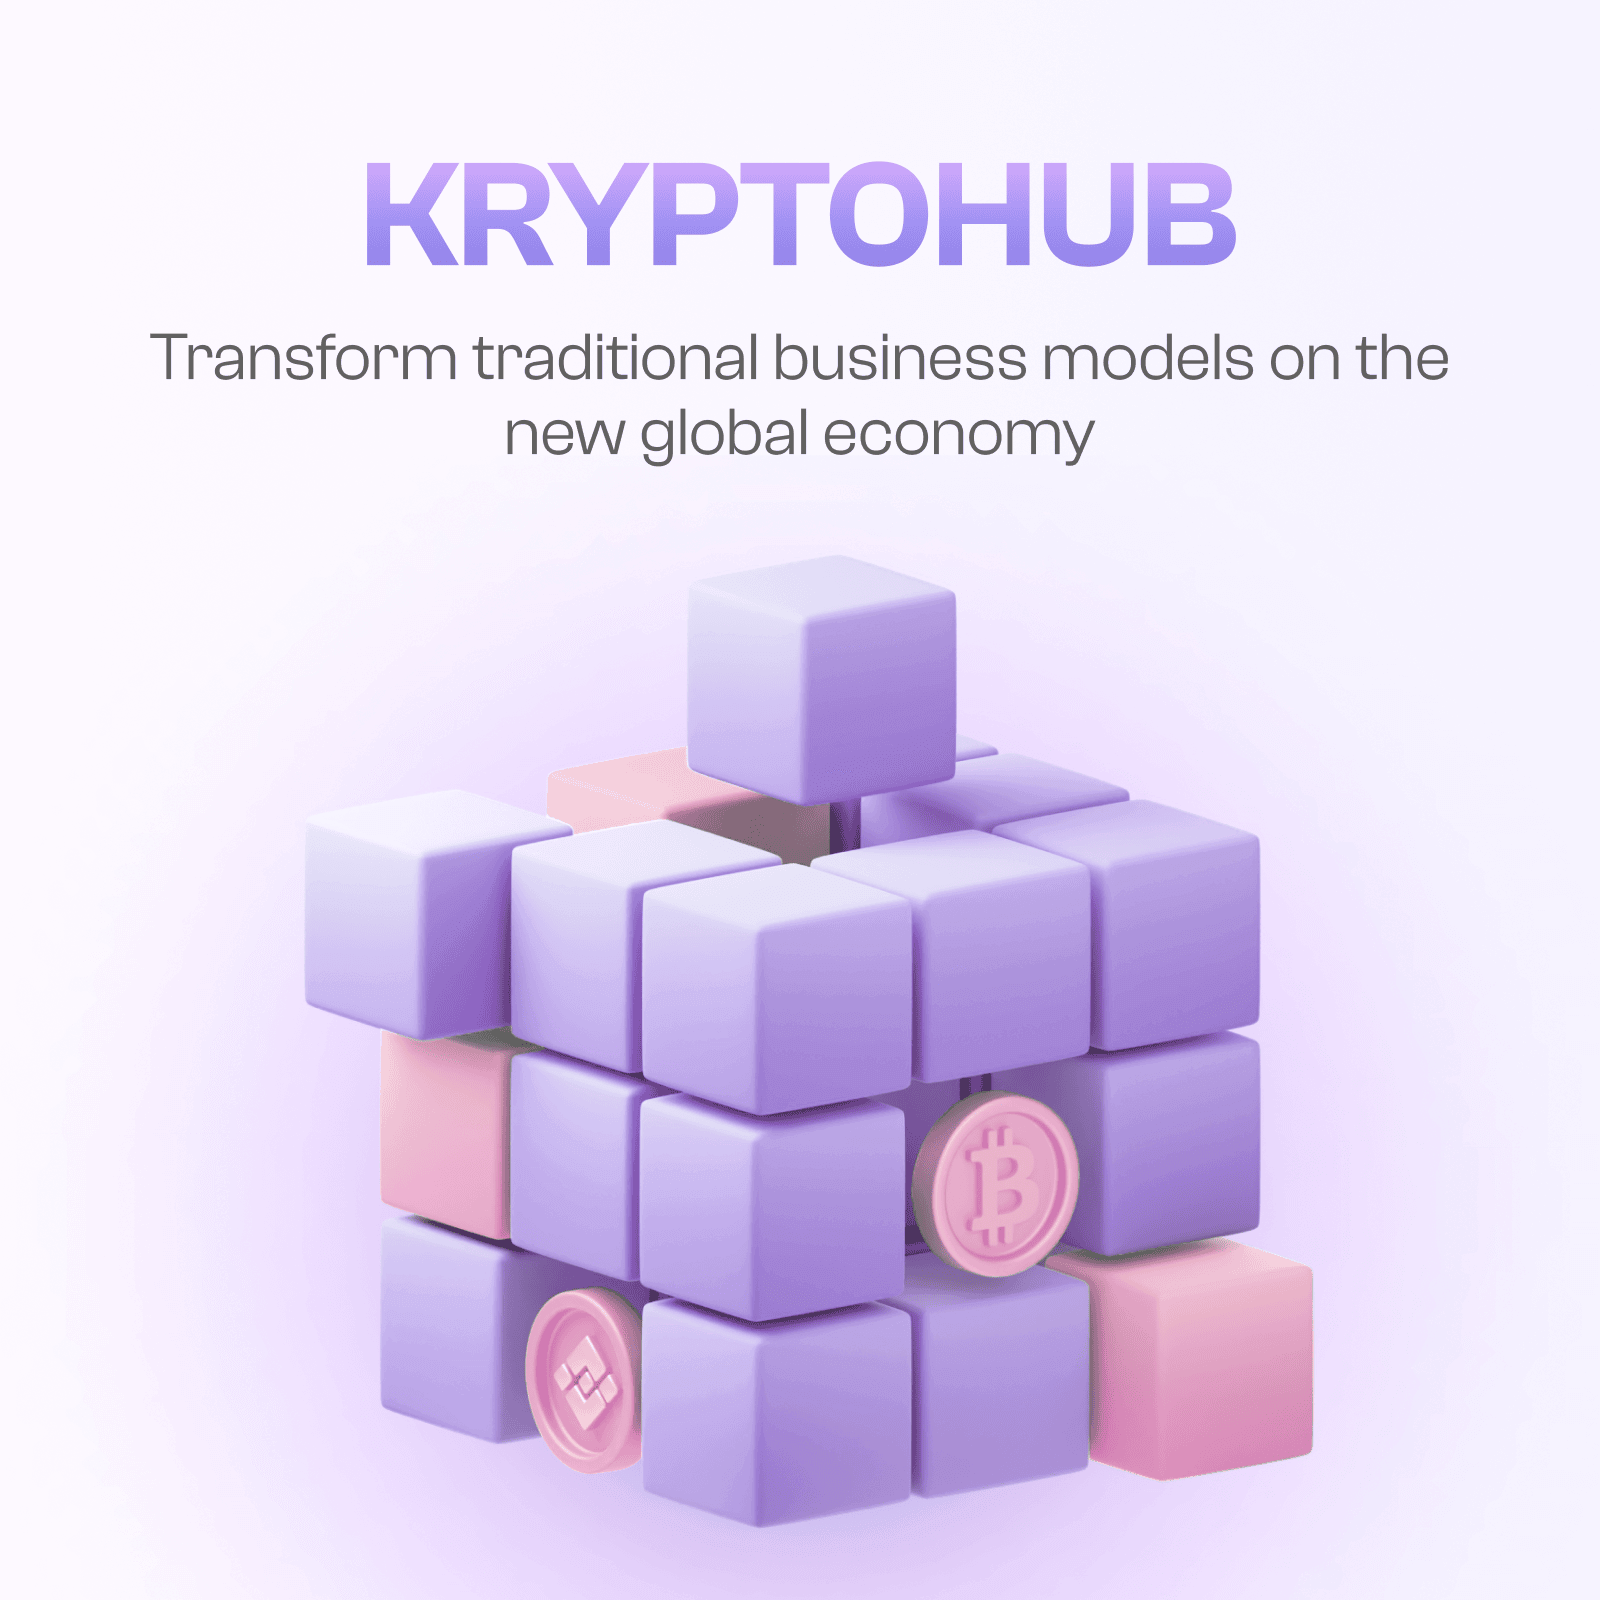 KRYPTOHUB
Transform traditional business models on the
new global economy